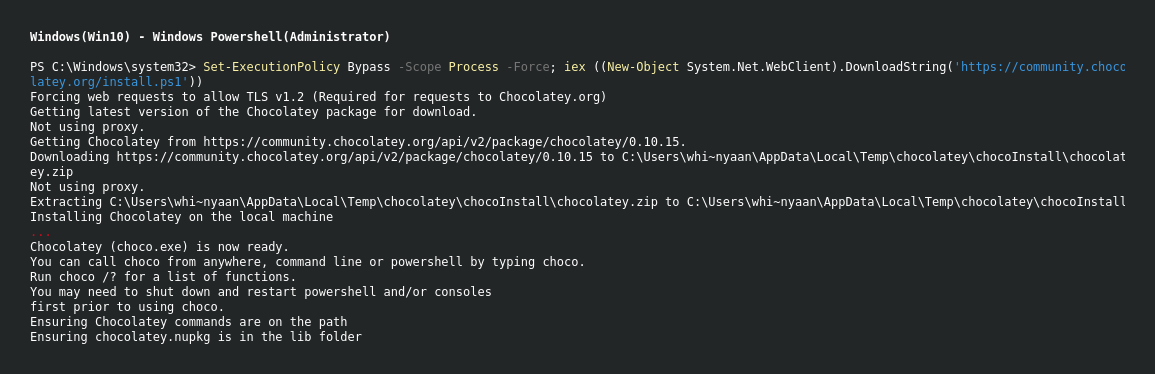 Windows(Win10) - Windows Powershell(Administrator)
PS C:\Windows\system32> Set-ExecutionPolicy Bypass -Scope Process -Force; iex ((New-Object System.Net.WebClient).DownloadString('https://community.choco
latey.org/install.ps1'))
Forcing web requests to allow TLS v1.2 (Required for requests to Chocolatey.org)
Getting latest version of the Chocolatey package for download.
Not using proxy.
Getting Chocolatey from https://community.chocolatey.org/api/v2/package/chocolatey/0.10.15.
Downloading https://community.chocolatey.org/api/v2/package/chocolatey/0.10.15 to C:\Users\whi~nyaan\AppData\Local\Temp\chocolatey\chocoInstall\chocolat
ey.zip
Not using proxy.
Extracting C:\Users\whi~nyaan\AppData\Local\Temp\chocolatey\chocoInstall\chocolatey.zip to C:\Users\whi~nyaan\AppData\Local\Temp\chocolatey\chocoInstall
Installing Chocolatey on the local machine
...
Chocolatey (choco.exe) is now ready.
You can call choco from anywhere, command line or powershell by typing choco.
Run choco /? for a list of functions.
You may need to shut down and restart powershell and/or consoles
first prior to using choco.
Ensuring Chocolatey commands are on the path
Ensuring chocolatey.nupkg is in the lib folder